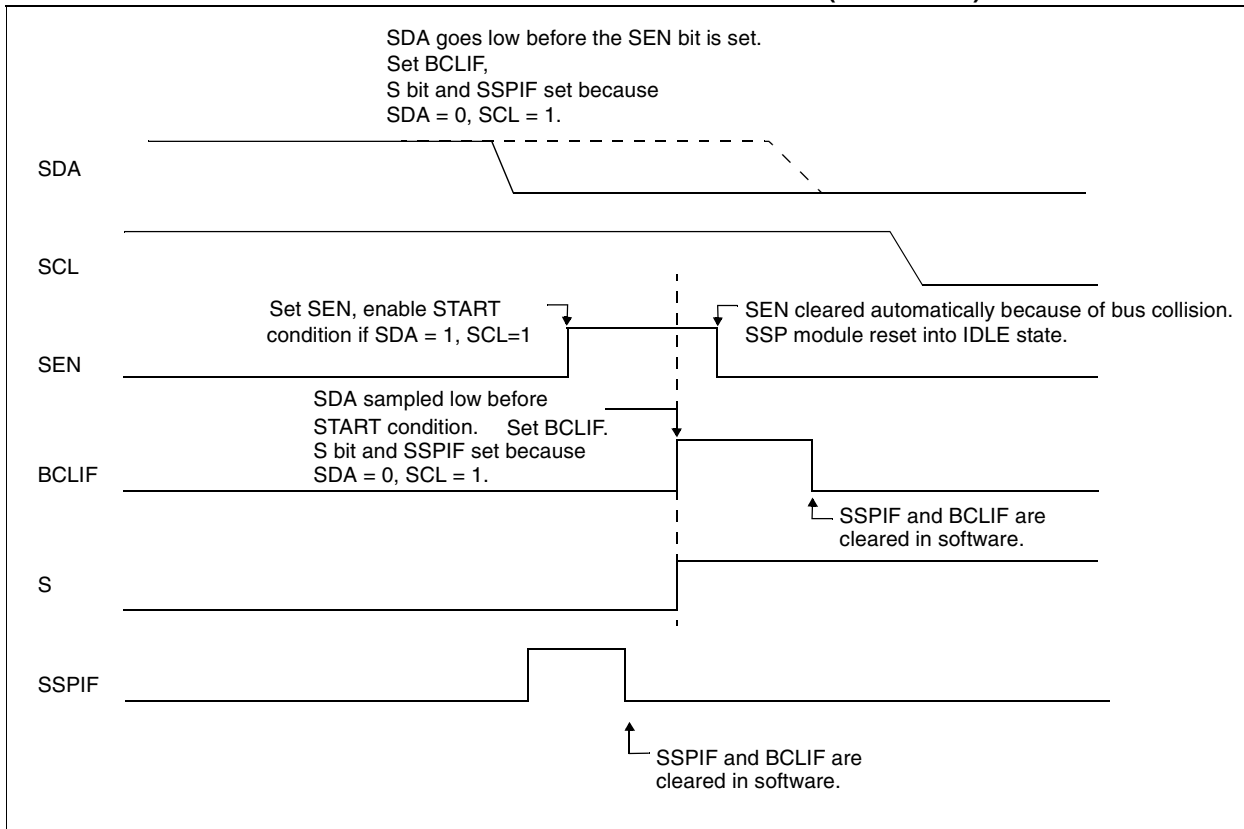 SDA goes low before the SEN bit is set.
Set BCLIF,
S bit and SSPIF set because
SDA = 0, SCL = 1.
SDA
SCL
Set SEN, enable START
condition if SDA = 1, SCL=1
SEN cleared automatically because of bus collision.
SSP module reset into IDLE state.
SEN
SDA sampled low before
START condition. Set BCLIF.
S bit and SSPIF set because
SDA = 0, SCL = 1.
BCLIF
SSPIF and BCLIF are
cleared in software.
S
SSPIF
SSPIF and BCLIF are
cleared in software.